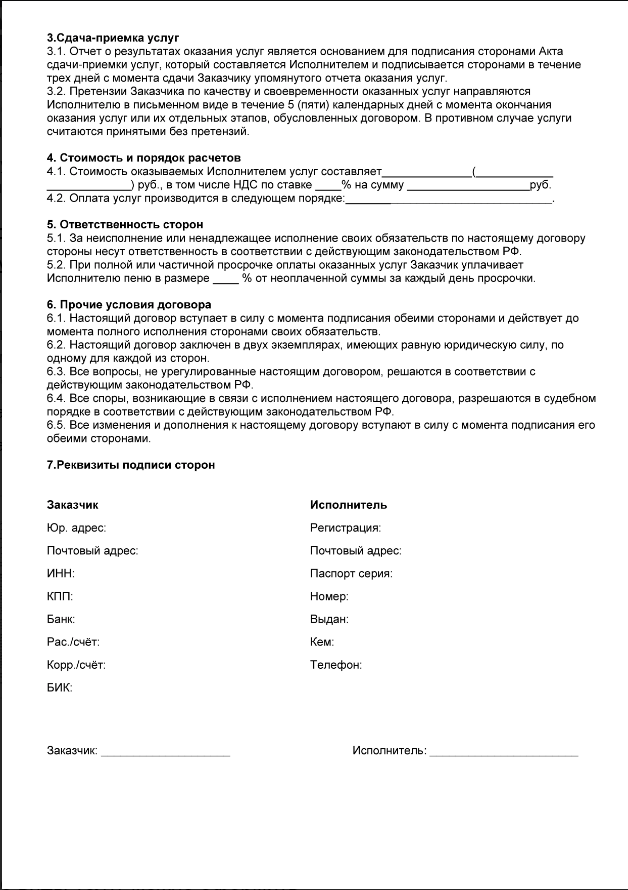 3.Сдача-приемка услуг
3.1. Отчет о результатах оказания услуг является основанием для подписания сторонами Акта
сдачи-приемки услуг, который составляется Исполнителем и подписывается сторонами в течение
трех дней с момента сдачи Заказчику упомянутого отчета оказания услуг.
3.2. Претензии Заказчика по качеству и своевременности оказанных услуг направляются
Исполнителю в письменном виде в течение 5 (пяти) календарных дней с момента окончания
оказания услуг или их отдельных этапов, обусловленных договором. В противном случае услуги
считаются принятыми без претензий.
4. Стоимость и порядок расчетов
4.1. Стоимость оказываемых Исполнителем услуг составляет______________(____________
_____________) руб., в том числе НДС по ставке ____% на сумму ___________________руб.
4.2. Оплата услуг производится в следующем порядке:________________________________.
5. Ответственность сторон
5.1. За неисполнение или ненадлежащее исполнение своих обязательств по настоящему договору
стороны несут ответственность в соответствии с действующим законодательством РФ.
5.2. При полной или частичной просрочке оплаты оказанных услуг Заказчик уплачивает
Исполнителю пеню в размере ____ % от неоплаченной суммы за каждый день просрочки.
6. Прочие условия договора
6.1. Настоящий договор вступает в силу с момента подписания обеими сторонами и действует до
момента полного исполнения сторонами своих обязательств.
6.2. Настоящий договор заключен в двух экземплярах, имеющих равную юридическую силу, по
одному для каждой из сторон.
6.3. Все вопросы, не урегулированные настоящим договором, решаются в соответствии с
действующим законодательством РФ.
6.4. Все споры, возникающие в связи с исполнением настоящего договора, разрешаются в судебном
порядке в соответствии с действующим законодательством РФ.
6.5. Все изменения и дополнения к настоящему договору вступают в силу с момента подписания его
обеими сторонами.
7.Реквизиты подписи сторон
Заказчик Исполнитель
Юр. адрес: Регистрация:
Почтовый адрес: Почтовый адрес:
ИНН: Паспорт серия:
КПП: Номер:
Банк: Выдан:
Рас./счёт: Кем:
Корр./счёт: Телефон:
БИК:
Заказчик: ____________________ Исполнитель: _______________________